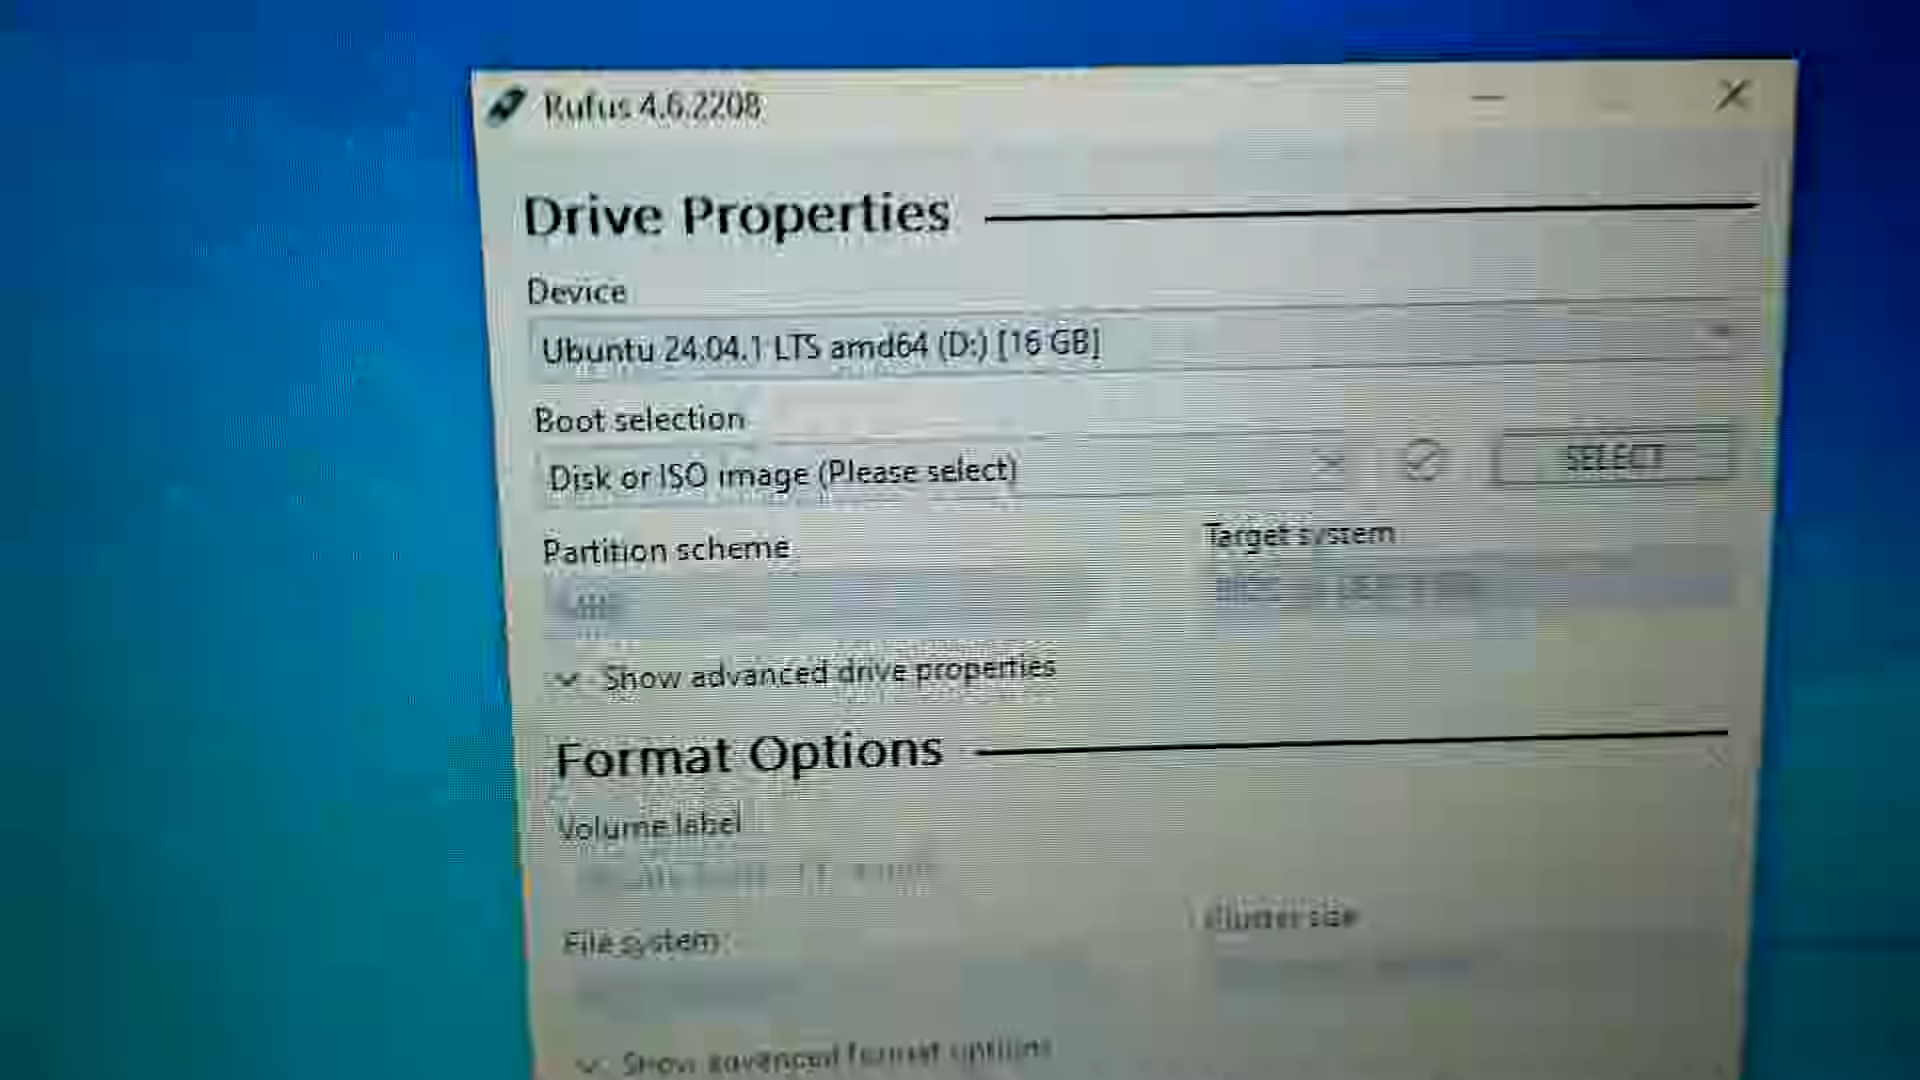 Rufus 4.6.2208
Drive Properties
Device
Ubuntu 24.04.1 LTS amd64 (D:) [16 GB]
Boot selection
Disk or ISO image (Please select)
SELECT
Partition scheme
Target system
Show advanced drive properties
Format Options
Volume label
File system
Cluster size
Show advanced format options